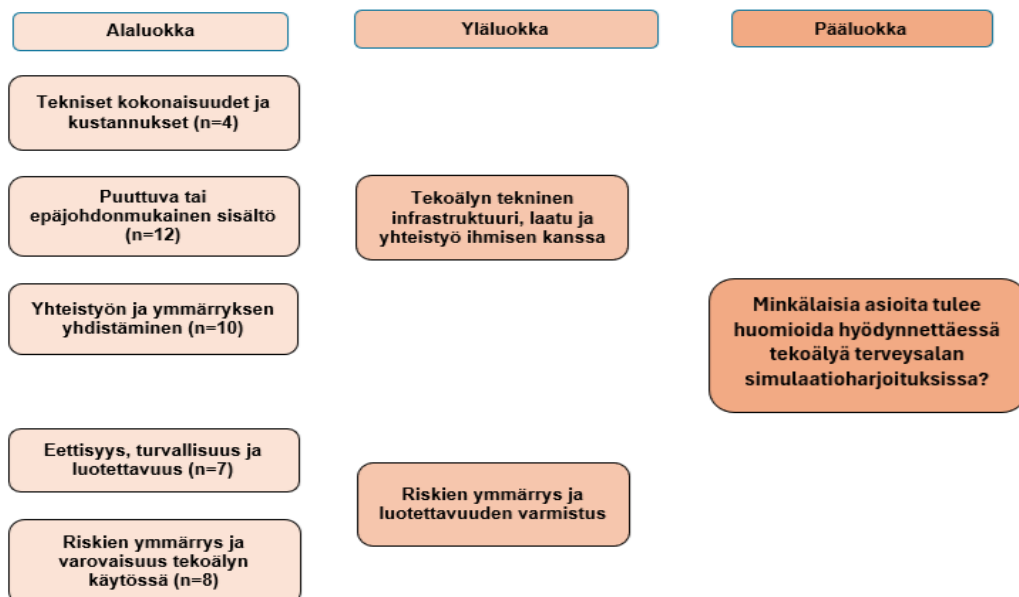 Alaluokka
Yläluokka
Pääluokka
Tekniset kokonaisuudet ja
kustannukset (n=4)
Puuttuva tai
epäjohdonmukainen sisältö
(n=12)
Tekoälyn tekninen
infrastruktuuri, laatu ja
yhteistyö ihmisen kanssa
Yhteistyön ja ymmärryksen
yhdistäminen (n=10)
Minkälaisia asioita tulee
huomioida hyödynnettäessä
tekoälyä terveysalan
simulaatioharjoituksissa?
Eettisyys, turvallisuus ja
luotettavuus (n=7)
Riskien ymmärrys ja
luotettavuuden varmistus
Riskien ymmärrys ja
varovaisuus tekoälyn
käytössä (n=8)